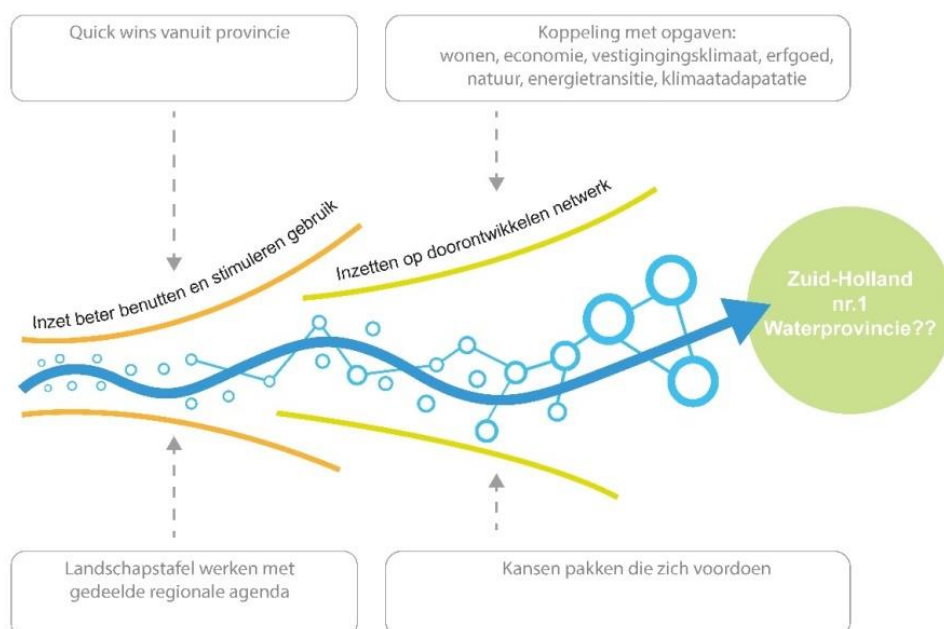 Quick wins vanuit provincie
Koppeling met opgaven:
wonen, economie, vestigingingsklimaat, erfgoed,
natuur, energietransitie, klimaatadapatatie
Inzet beter benutten en stimuleren gebruik
Inzetten op doorontwikkelen netwerk
Zuid-Holland
nr.1
Waterprovincie??
Landschapstafel werken met
gedeelde regionale agenda
Kansen pakken die zich voordoen